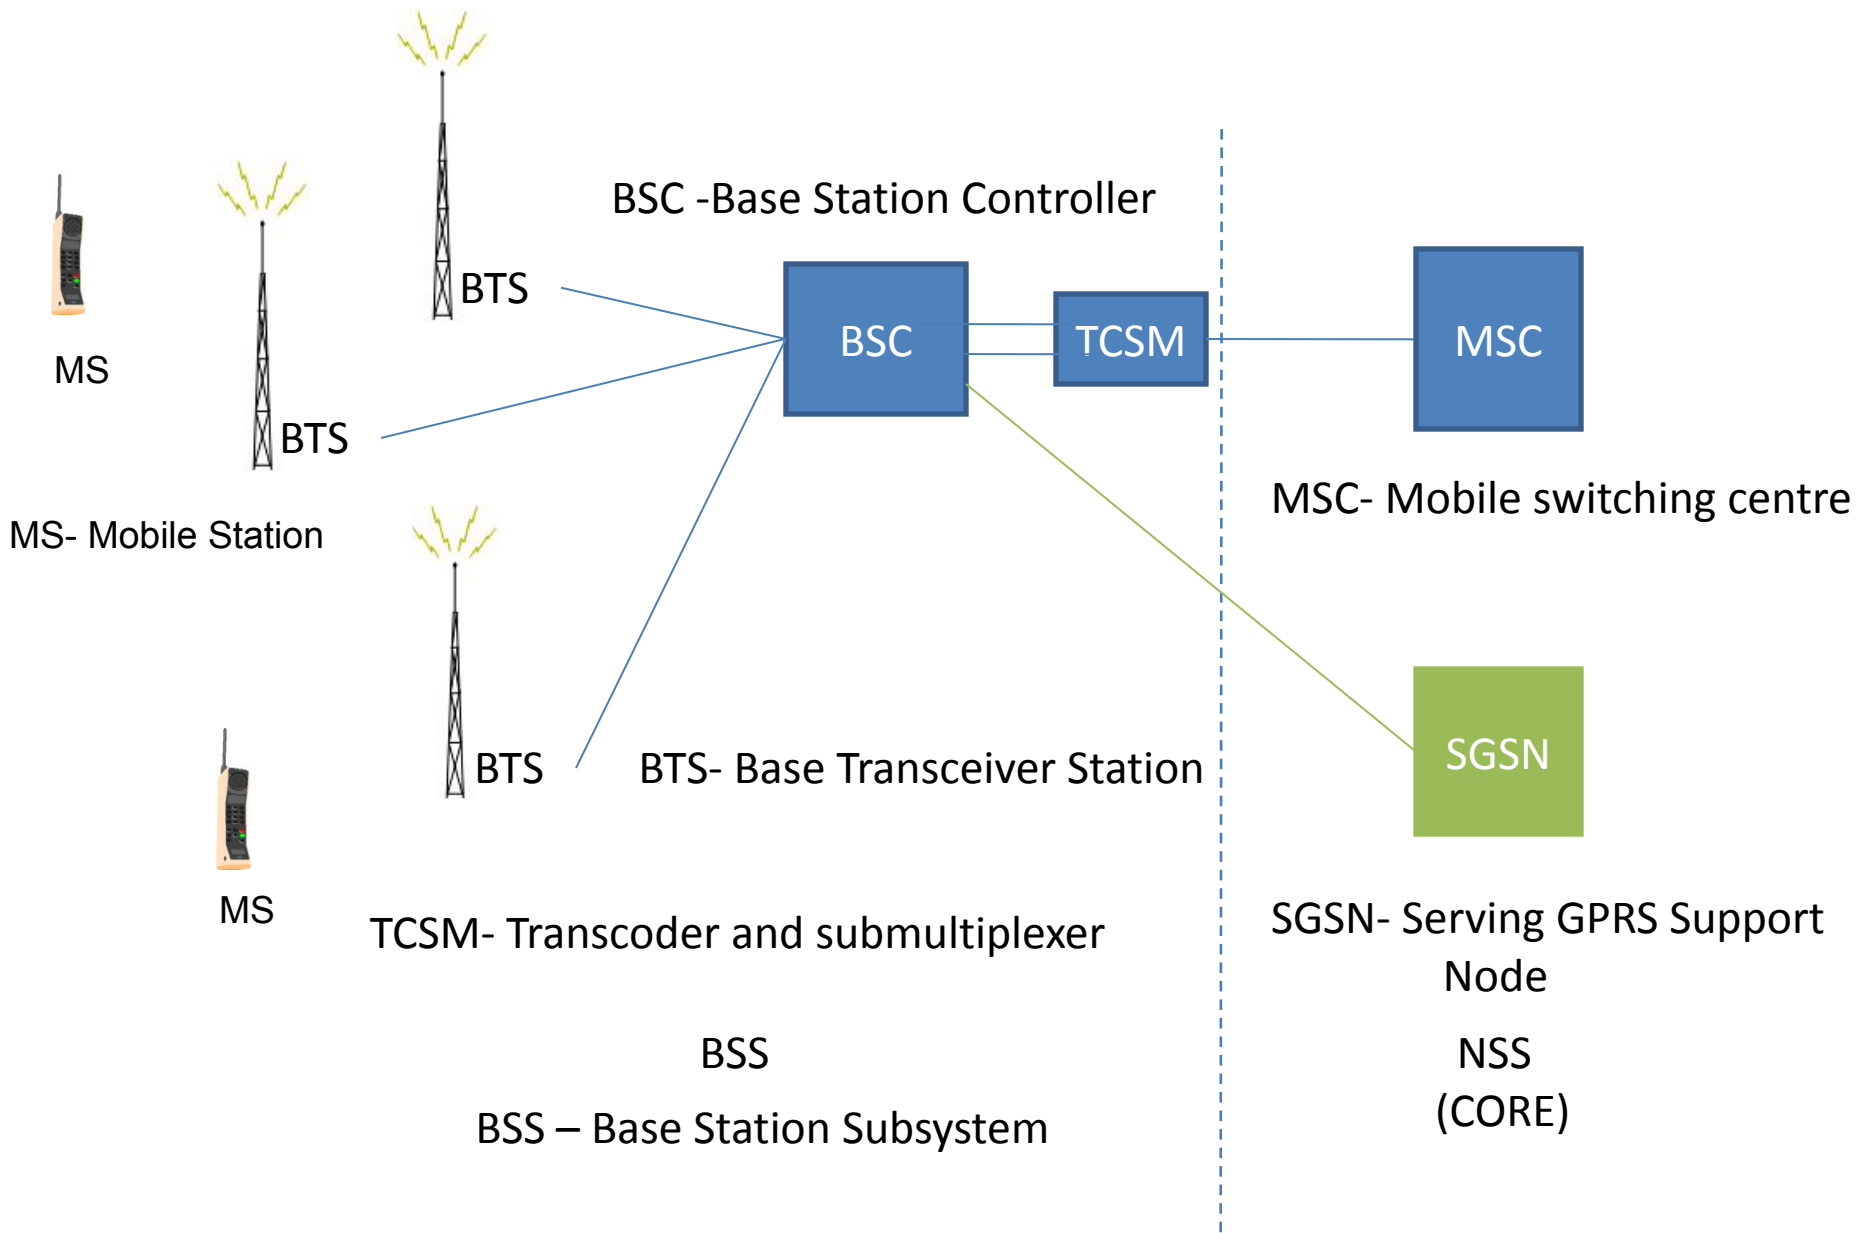 BSC -Base Station Controller
BTS
BSC
TCSM
MSC
MS
BTS
MSC- Mobile switching centre
MS- Mobile Station
BTS
BTS- Base Transceiver Station
SGSN
MS
TCSM- Transcoder and submultiplexer
SGSN- Serving GPRS Support
Node
BSS
NSS
(CORE)
BSS – Base Station Subsystem